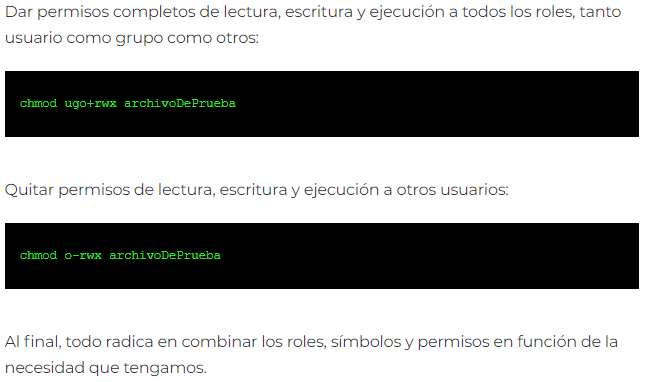 Dar permisos completos de lectura, escritura y ejecución a todos los roles, tanto
usuario como grupo como otros:
chmod ugo+rwx archivoDePrueba
Quitar permisos de lectura, escritura y ejecución a otros usuarios:
chmod o-rwx archivoDePrueba
Al final, todo radica en combinar los roles, símbolos y permisos en función de la
necesidad que tengamos.